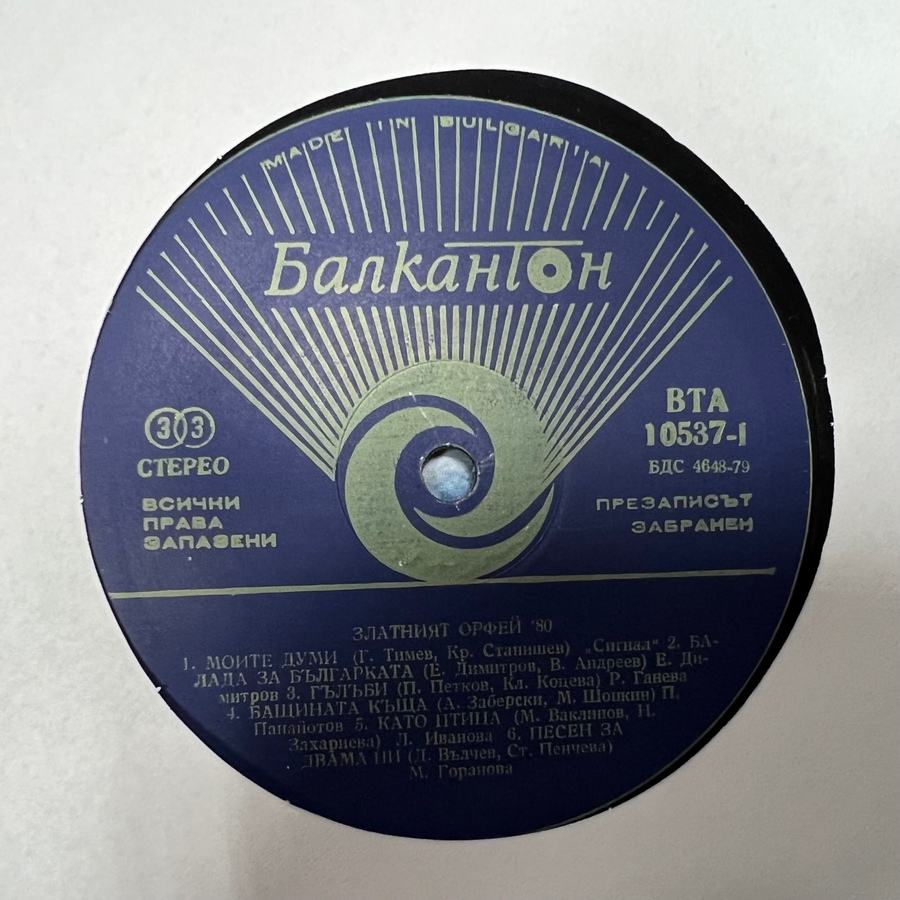 MADE IN BULGARIA
Балкантон
33
СТЕРЕО
ВСИЧНИ
ПРАВА
ЗАПАЗЕНИ
ВТА
10537-I
БДС 4648-79
ПРЕЗАПИСЪТ
ЗАБРАНЕН
ЗЛАТНИЯТ ОРФЕЙ '80
1. МОИТЕ ДУМИ (Г. Тимев, Кр. Станишев) „Сигнал“ 2. БА-
ЛАДА ЗА БЪЛГАРКАТА (Е. Димитров, В. Андреев) Е. Ди-
митров 3. ГЪЛЪБИ (П. Петков, Кл. Коцева) Р. Ганева
4. БАЩИНАТА КЪЩА (А. Заберски, М. Шопкин) П.
Панайотов 5. КАТО ПТИЦА (М. Ваклинов, Н.
Захариева) Л. Иванова 6. ПЕСЕН ЗА
ДВАМА НИ (Д. Вълчев, Ст. Пенчева)
М. Горанова